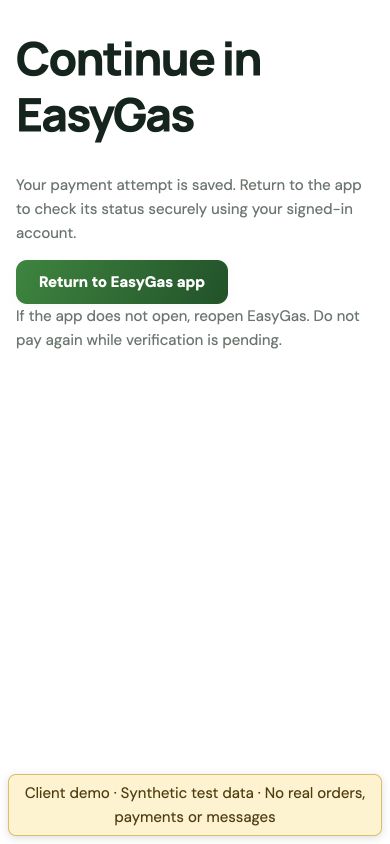 Continue in
EasyGas
Your payment attempt is saved. Return to the app
to check its status securely using your signed-in
account.
Return to EasyGas app
If the app does not open, reopen EasyGas. Do not
pay again while verification is pending.
Client demo · Synthetic test data · No real orders,
payments or messages